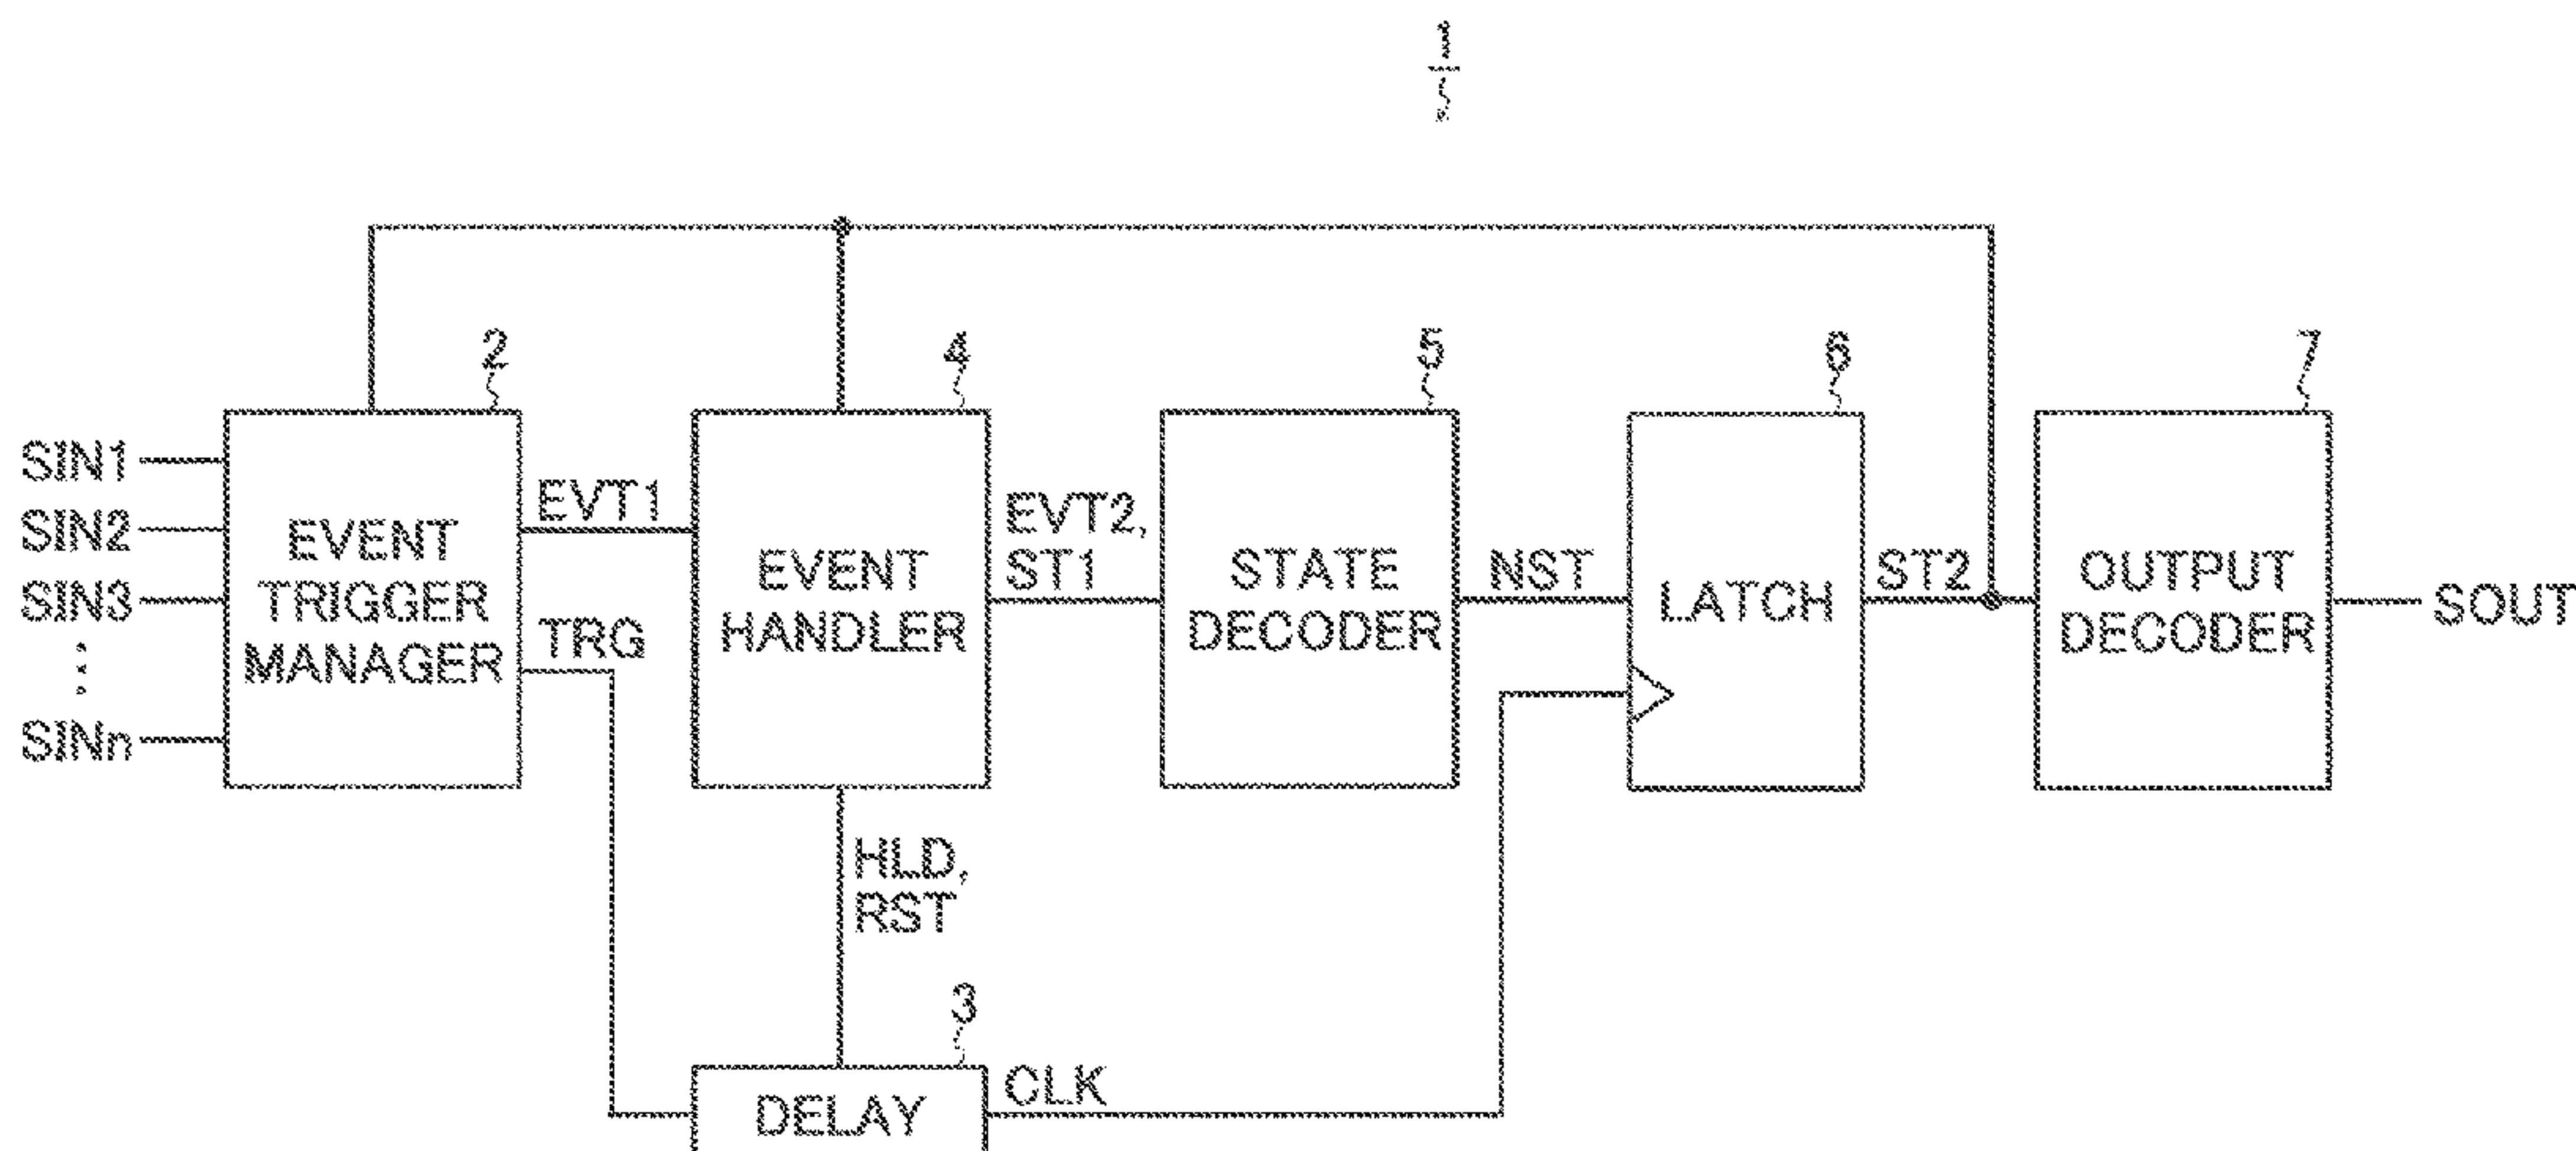 1
2
4
5
6
7
SIN1
SIN2
SIN3
SINn
EVENT
TRIGGER
MANAGER
EVT1
TRG
EVENT
HANDLER
EVT2,
ST1
STATE
DECODER
NST
LATCH
ST2
OUTPUT
DECODER
SOUT
HLD,
RST
3
DELAY
CLK